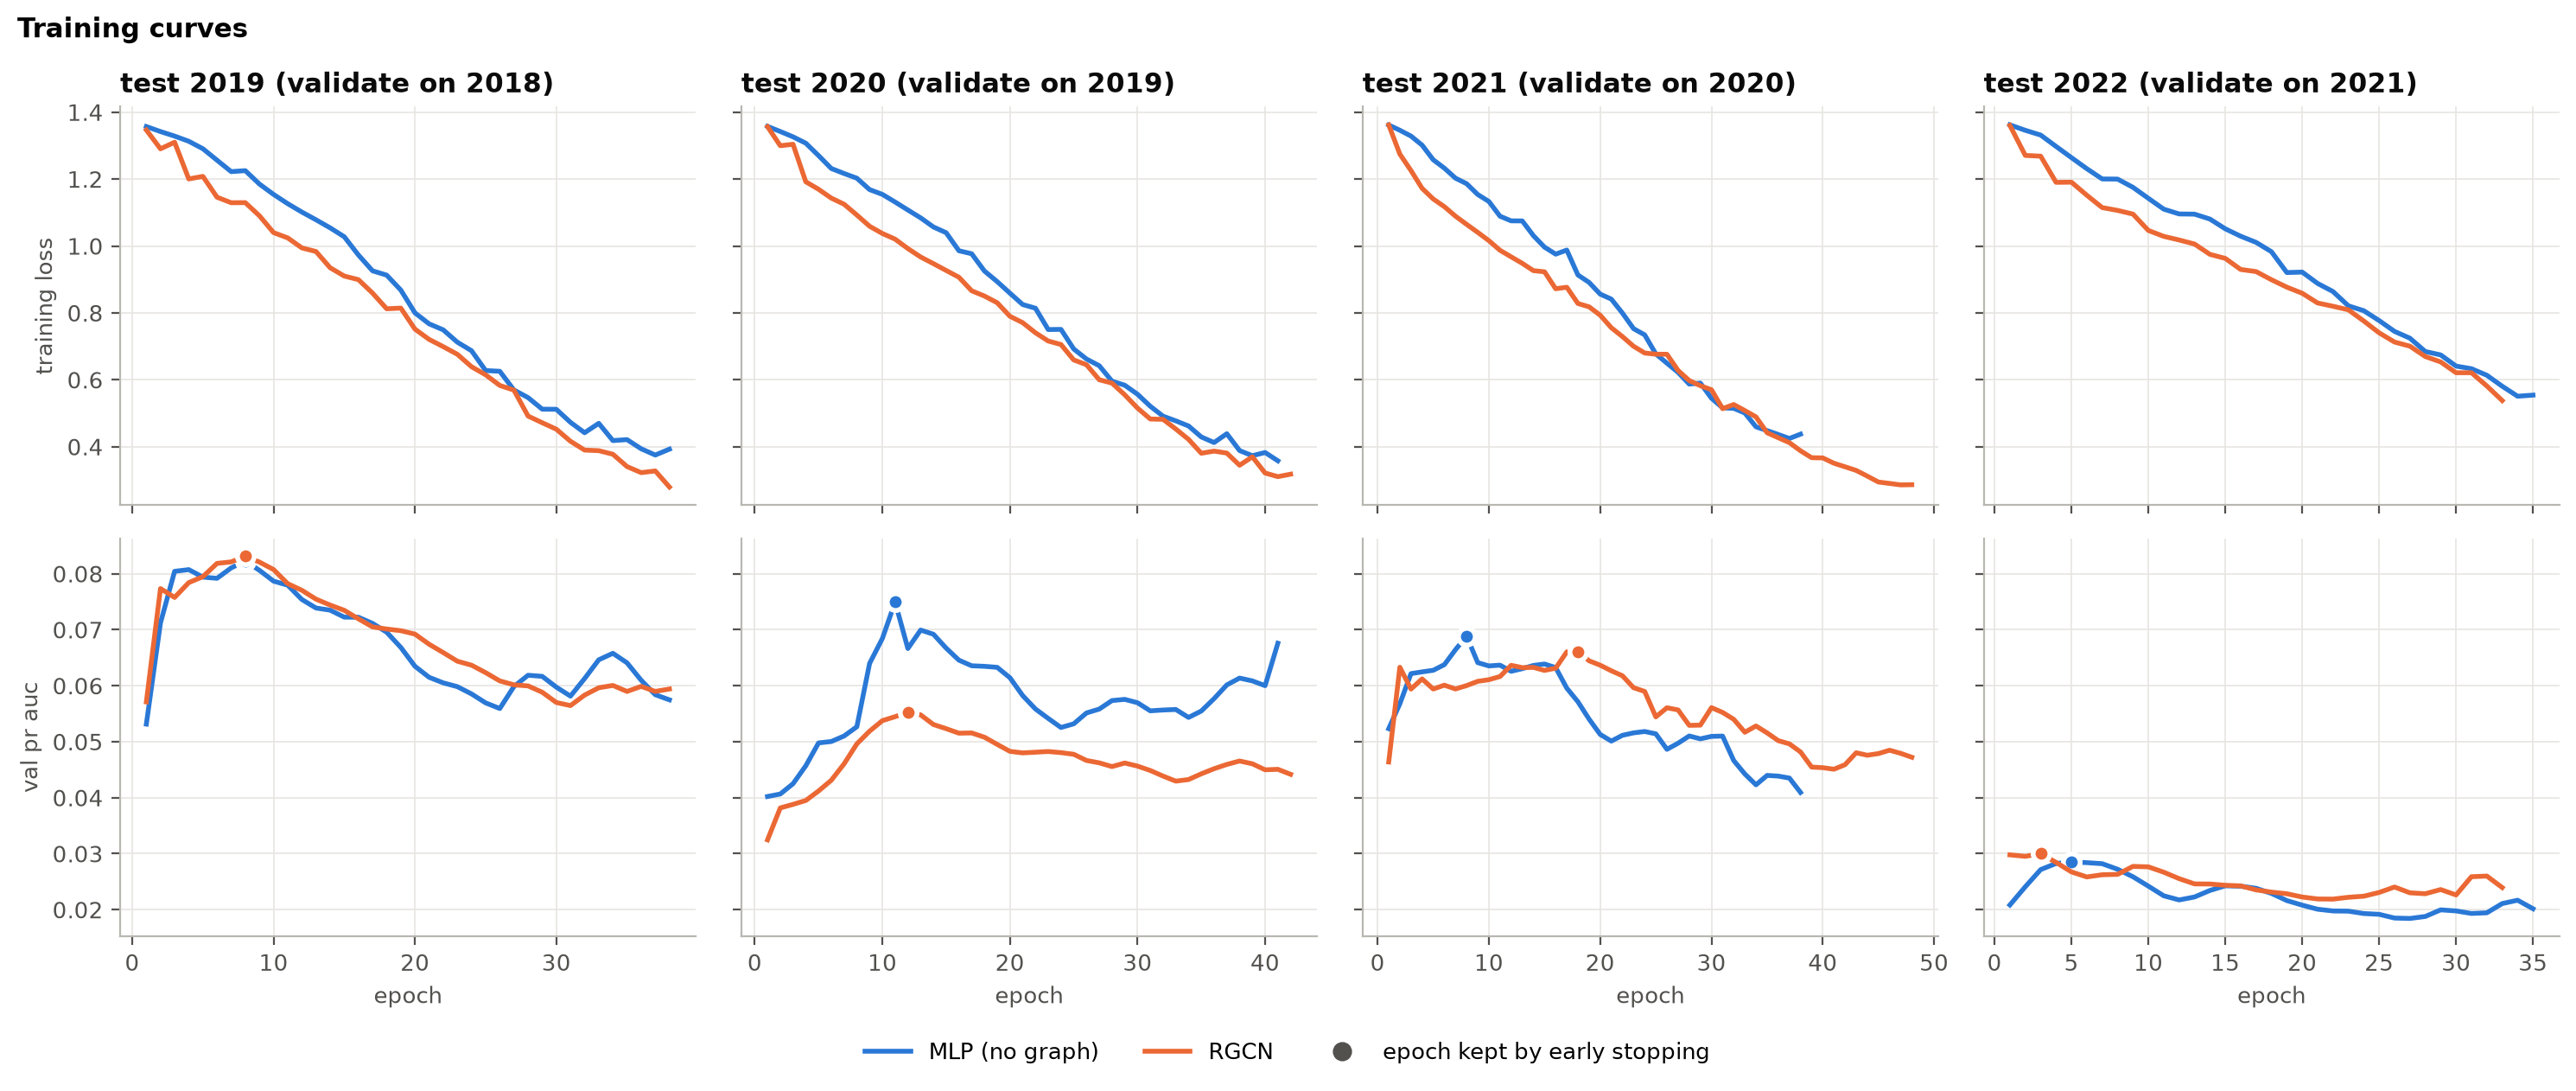 Training curves
test 2019 (validate on 2018)
test 2020 (validate on 2019)
test 2021 (validate on 2020)
test 2022 (validate on 2021)
training loss
1.4
1.2
1.0
0.8
0.6
0.4
val pr auc
0.08
0.07
0.06
0.05
0.04
0.03
0.02
0 10 20 30
0 10 20 30 40
0 10 20 30 40 50
0 5 10 15 20 25 30 35
epoch
epoch
epoch
epoch
MLP (no graph)
RGCN
epoch kept by early stopping